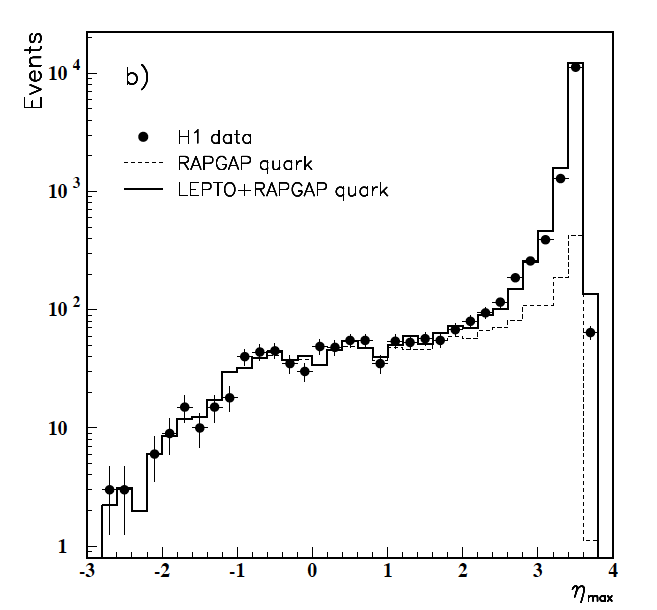 Events
b)
H1 data
RAPGAP quark
LEPTO+RAPGAP quark
10 4
10 3
10 2
10
1
-3 -2 -1 0 1 2 3 4
η max